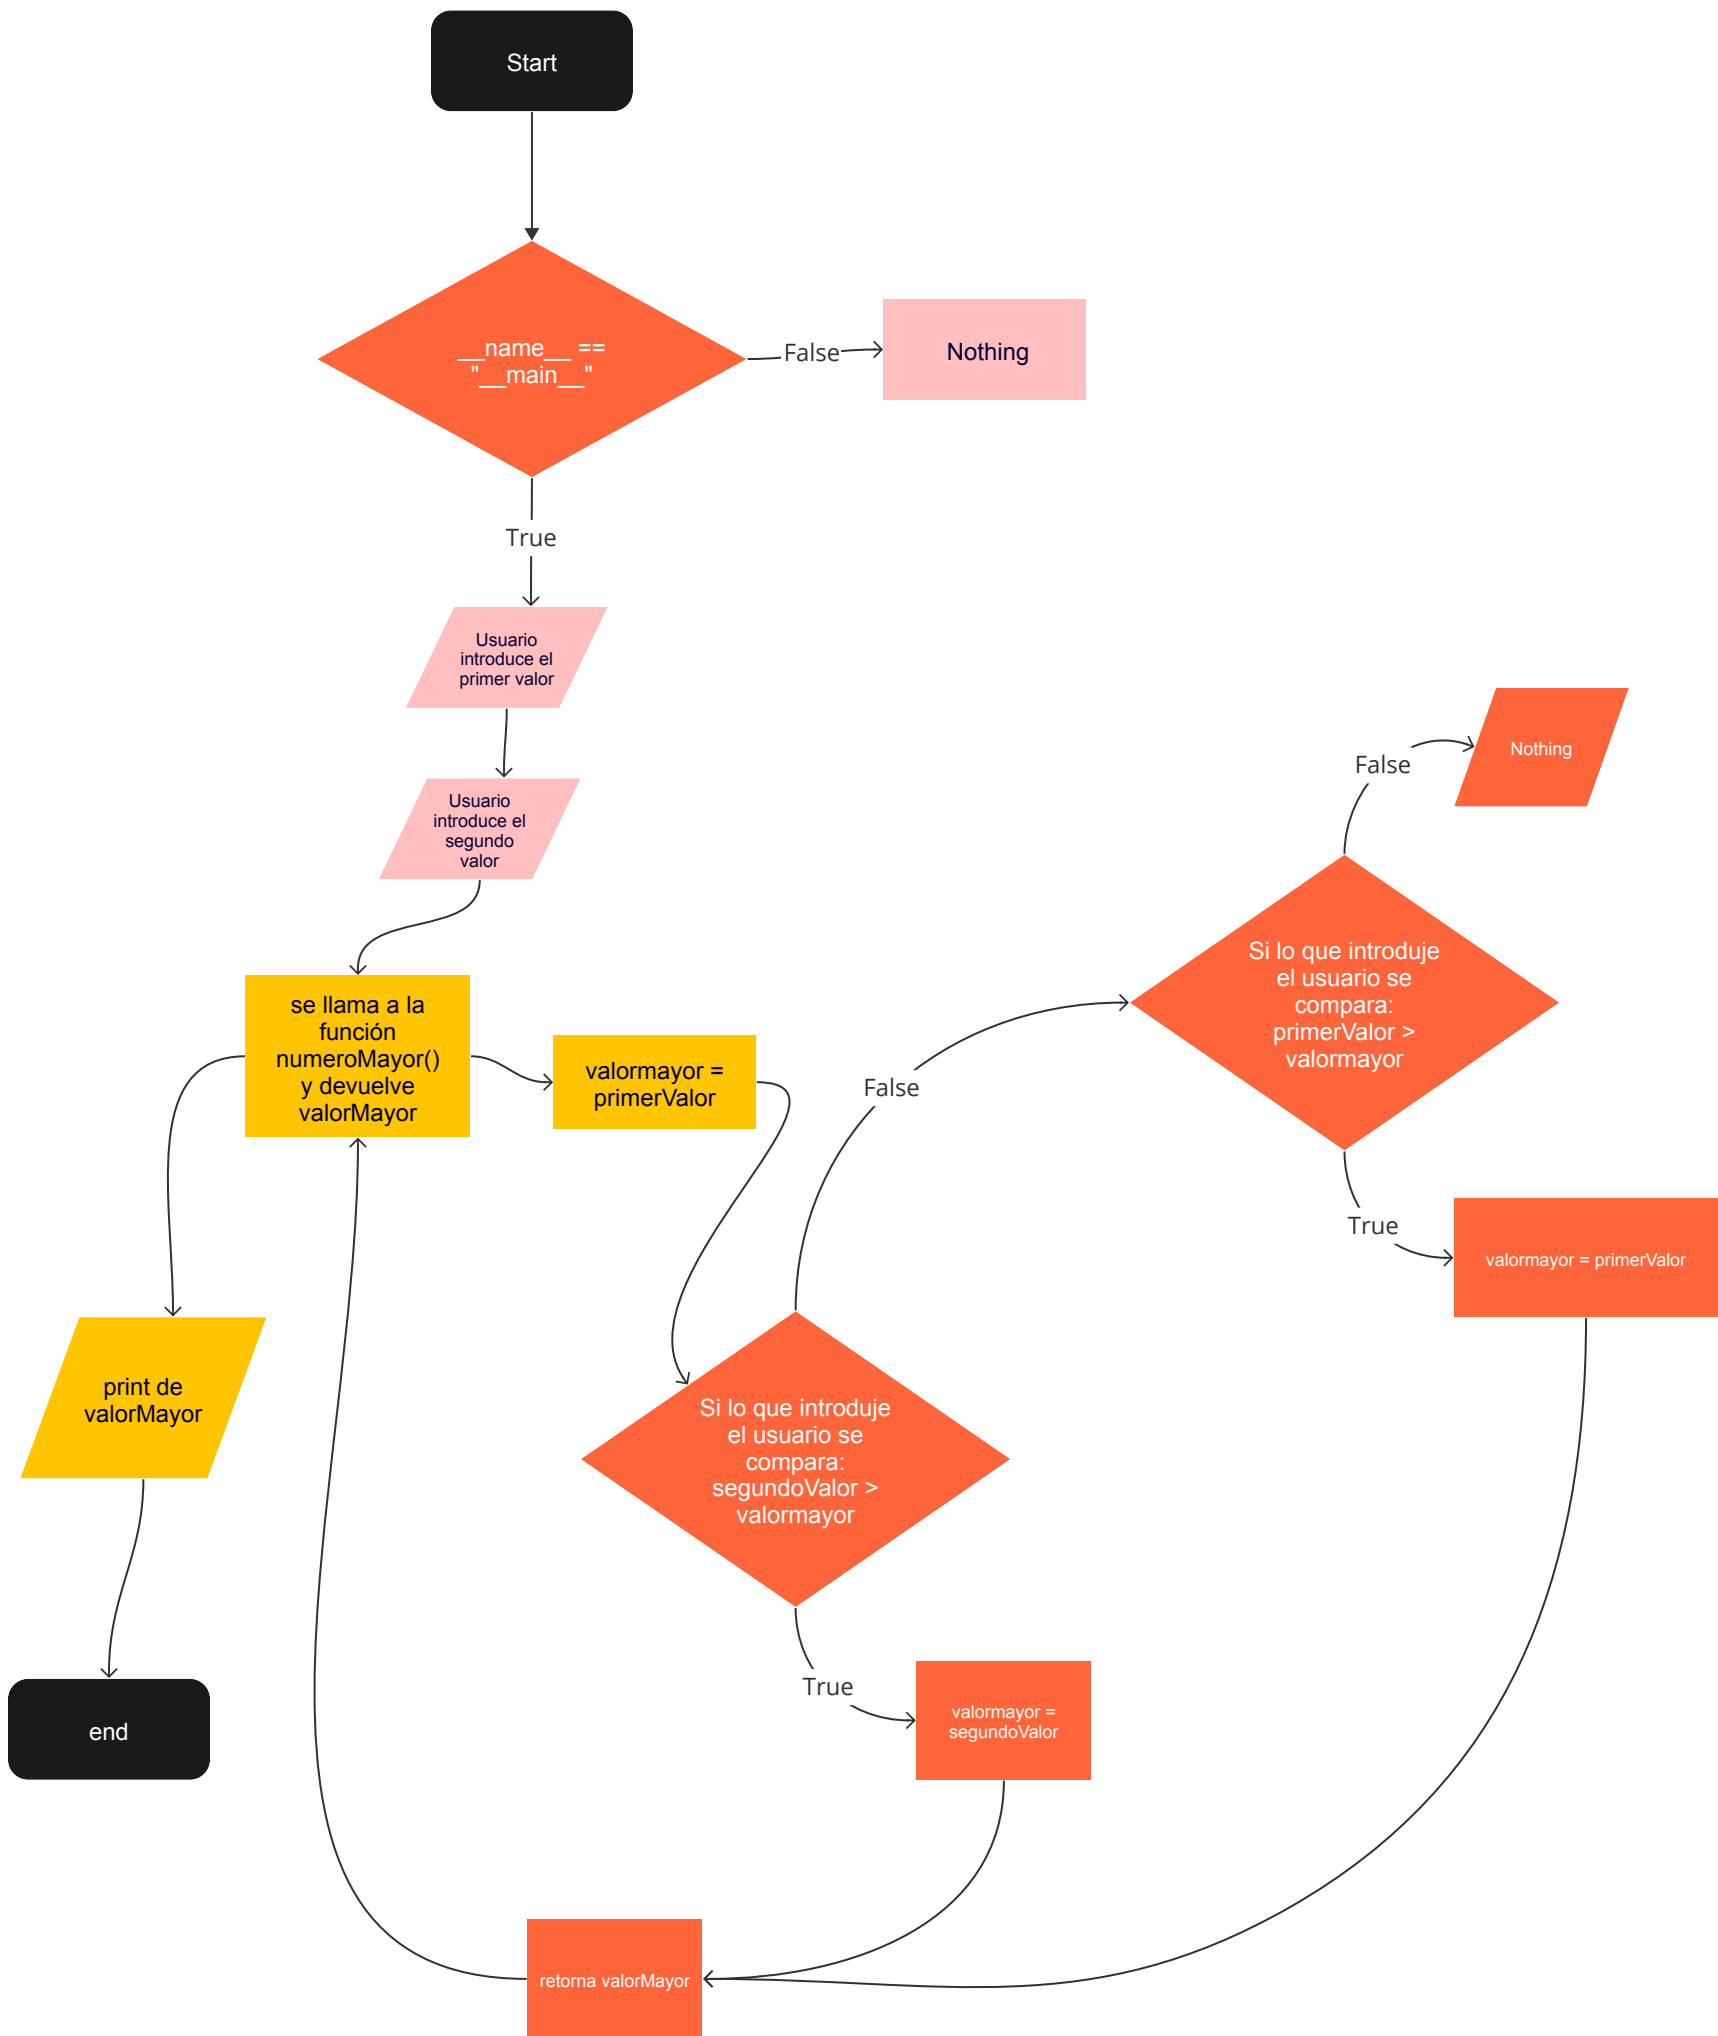 Start
__name__ ==
"__main__"
False
Nothing
True
Usuario
introduce el
primer valor
Usuario
introduce el
segundo
valor
se llama a la
función
numeroMayor()
y devuelve
valorMayor
valormayor =
primerValor
print de
valorMayor
end
Si lo que introduje
el usuario se
compara:
segundoValor >
valormayor
False
True
valormayor =
segundoValor
Si lo que introduje
el usuario se
compara:
primerValor >
valormayor
False
Nothing
True
valormayor = primerValor
retorna valorMayor